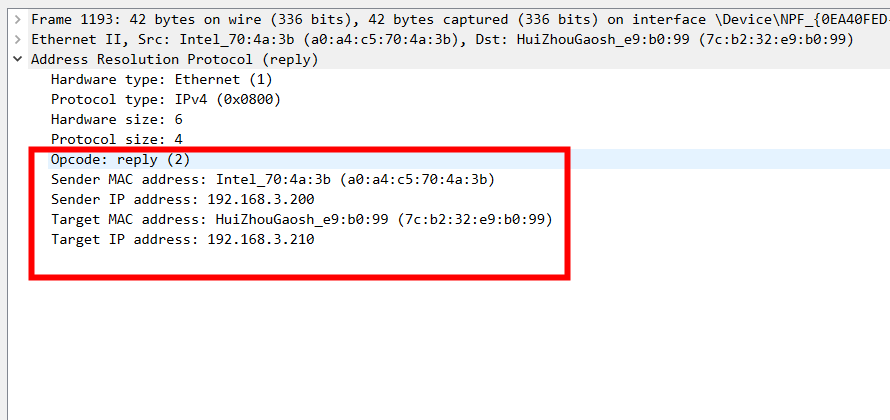 Frame 1193: 42 bytes on wire (336 bits), 42 bytes captured (336 bits) on interface \Device\NPF_{0EA40FED-
Ethernet II, Src: Intel_70:4a:3b (a0:a4:c5:70:4a:3b), Dst: HuiZhouGaosh_e9:b0:99 (7c:b2:32:e9:b0:99)
Address Resolution Protocol (reply)
Hardware type: Ethernet (1)
Protocol type: IPv4 (0x0800)
Hardware size: 6
Protocol size: 4
Opcode: reply (2)
Sender MAC address: Intel_70:4a:3b (a0:a4:c5:70:4a:3b)
Sender IP address: 192.168.3.200
Target MAC address: HuiZhouGaosh_e9:b0:99 (7c:b2:32:e9:b0:99)
Target IP address: 192.168.3.210